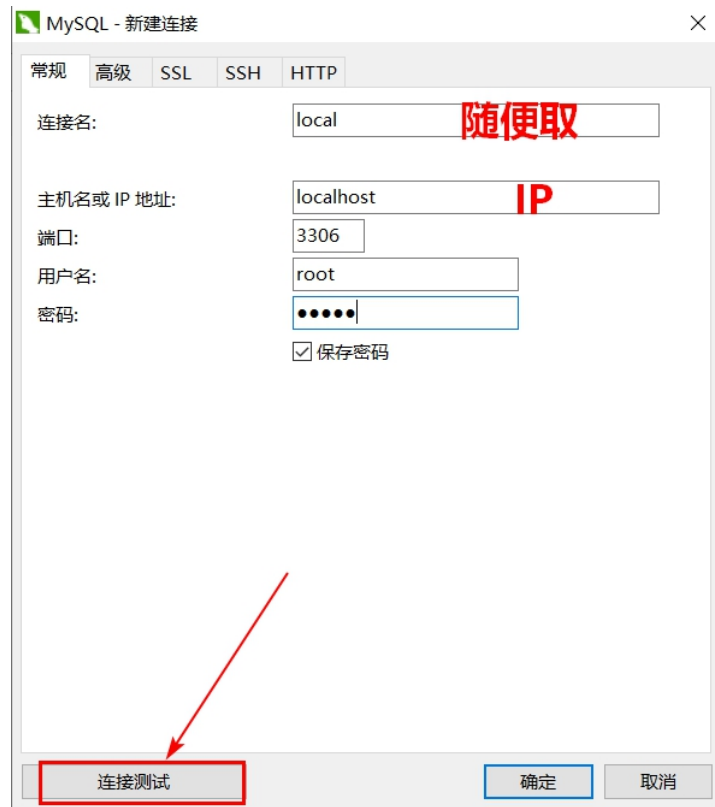 MySQL - 新建连接
常规 高级 SSL SSH HTTP
连接名: local 随便取
主机名或 IP 地址: localhost IP
端口: 3306
用户名: root
密码: ●●●●●
保存密码
连接测试 确定 取消